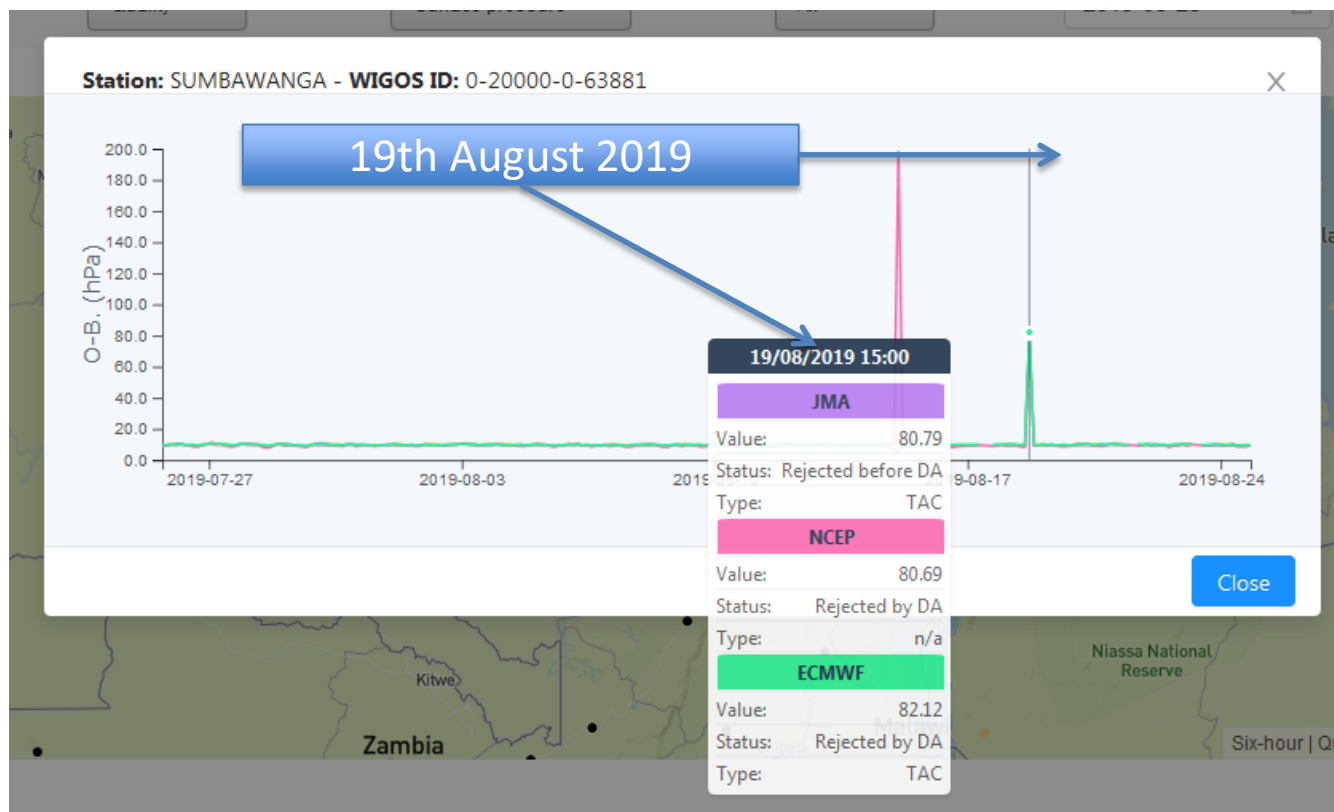 Station: SUMBAWANGA - WIGOS ID: 0-20000-0-63881
X
19th August 2019
200.0
180.0
160.0
140.0
120.0
100.0
80.0
60.0
40.0
20.0
0.0
O-B. (hPa)
2019-07-27
2019-08-03
2019-08-17
2019-08-24
19/08/2019 15:00
JMA
Value: 80.79
Status: Rejected before DA
Type: TAC
NCEP
Value: 80.69
Status: Rejected by DA
Type: n/a
ECMWF
Value: 82.12
Status: Rejected by DA
Type: TAC
Close
Niassa National
Reserve
Kitwe
Malawi
Zambia
Six-hour |